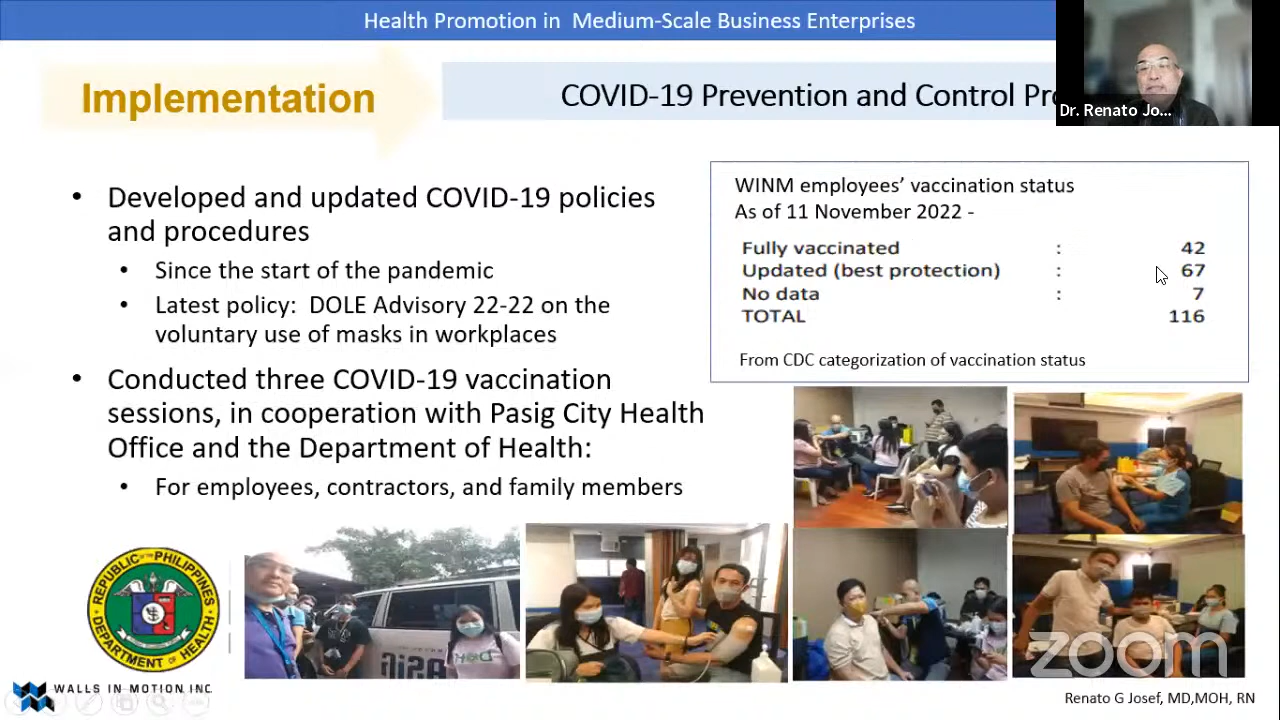 Health Promotion in Medium-Scale Business Enterprises
Implementation
COVID-19 Prevention and Control
Dr. Renato Jo...
• Developed and updated COVID-19 policies
and procedures
• Since the start of the pandemic
• Latest policy: DOLE Advisory 22-22 on the
voluntary use of masks in workplaces
• Conducted three COVID-19 vaccination
sessions, in cooperation with Pasig City Health
Office and the Department of Health:
• For employees, contractors, and family members
WINM employees' vaccination status
As of 11 November 2022 -
Fully vaccinated : 42
Updated (best protection) : 67
No data : 7
TOTAL 116
From CDC categorization of vaccination status
REPUBLIC OF THE PHILIPPINES
DEPARTMENT OF HEALTH
WALLS IN MOTION INC.
zoom
Renato G Josef, MD,MOH, RN